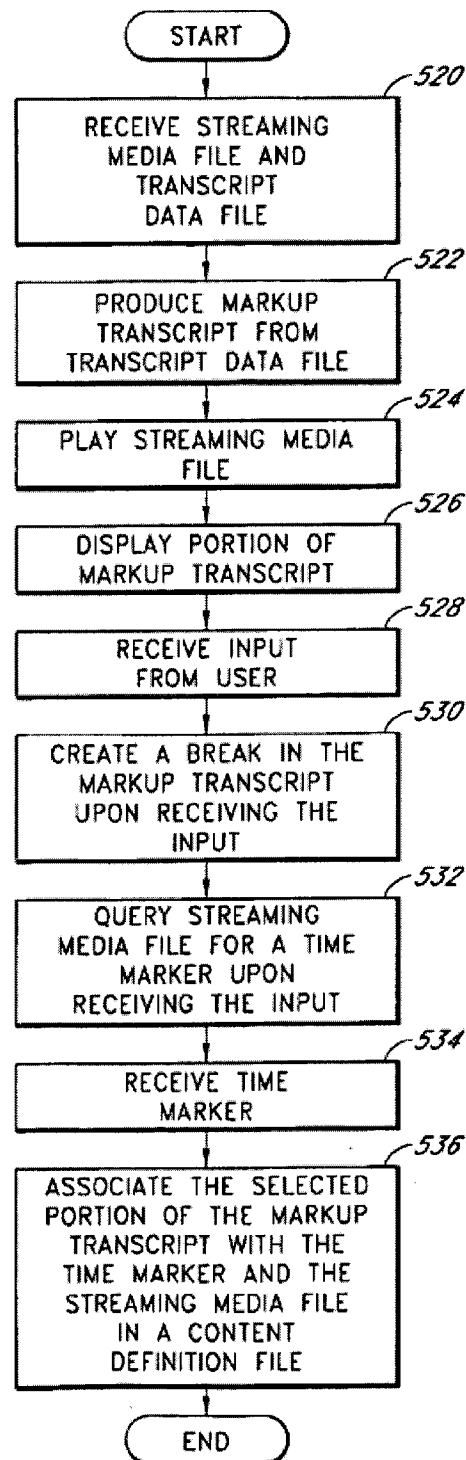 START
520
RECEIVE STREAMING
MEDIA FILE AND
TRANSCRIPT
DATA FILE
522
PRODUCE MARKUP
TRANSCRIPT FROM
TRANSCRIPT DATA FILE
524
PLAY STREAMING MEDIA
FILE
526
DISPLAY PORTION OF
MARKUP TRANSCRIPT
528
RECEIVE INPUT
FROM USER
530
CREATE A BREAK IN THE
MARKUP TRANSCRIPT
UPON RECEIVING THE
INPUT
532
QUERY STREAMING
MEDIA FILE FOR A TIME
MARKER UPON
RECEIVING THE INPUT
534
RECEIVE TIME
MARKER
536
ASSOCIATE THE SELECTED
PORTION OF THE MARKUP
TRANSCRIPT WITH THE
TIME MARKER AND THE
STREAMING MEDIA FILE
IN A CONTENT
DEFINITION FILE
END